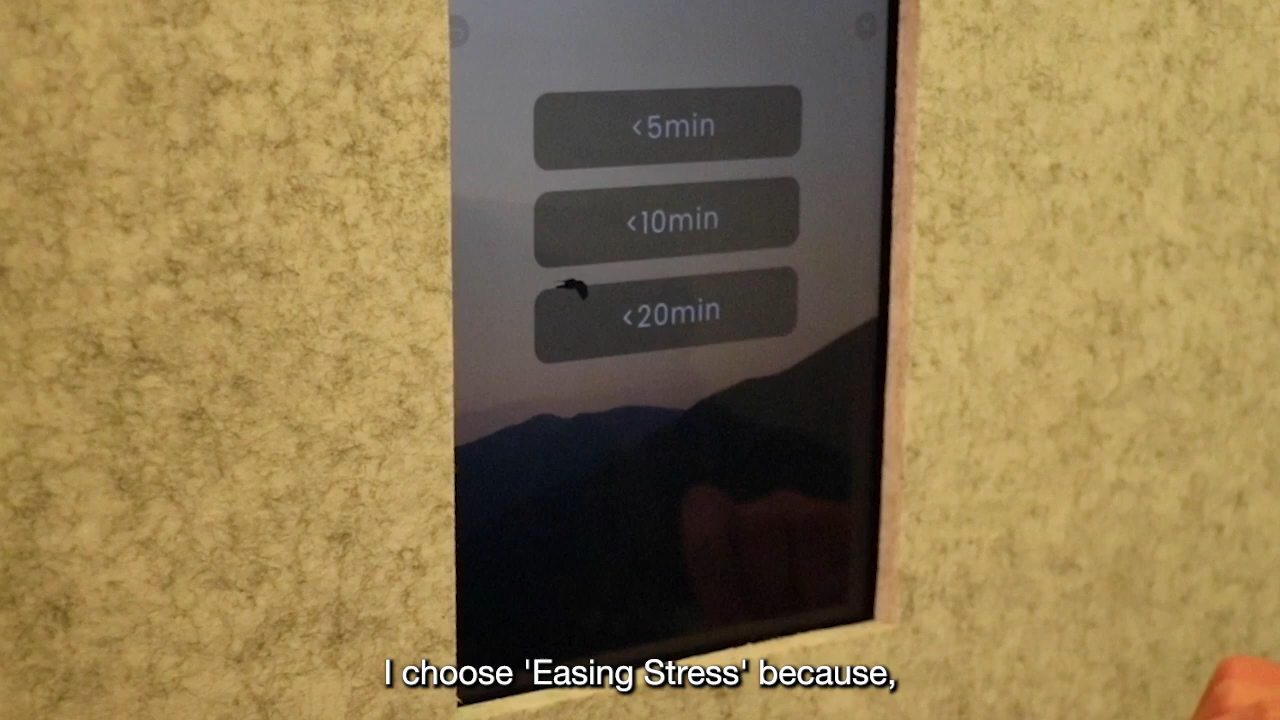 <5min
<10min
<20min
I choose 'Easing Stress' because,